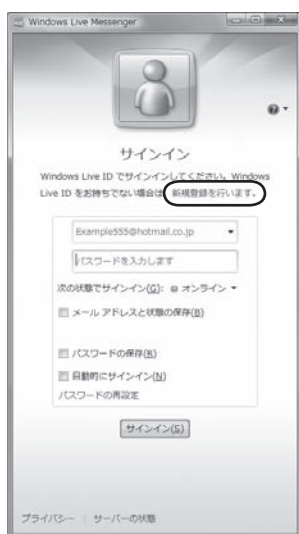 Windows Live Messenger
サインイン
Windows Live ID でサインインしてください。Windows
Live ID をお持ちでない場合は、新規登録を行います。
Example555@hotmail.co.jp
パスワードを入力します
次の状態でサインイン(G): オンライン
メール アドレスと状態の保存(B)
パスワードの保存(R)
自動的にサインイン(N)
パスワードの再設定
サインイン(S)
プライバシー | サーバーの状態